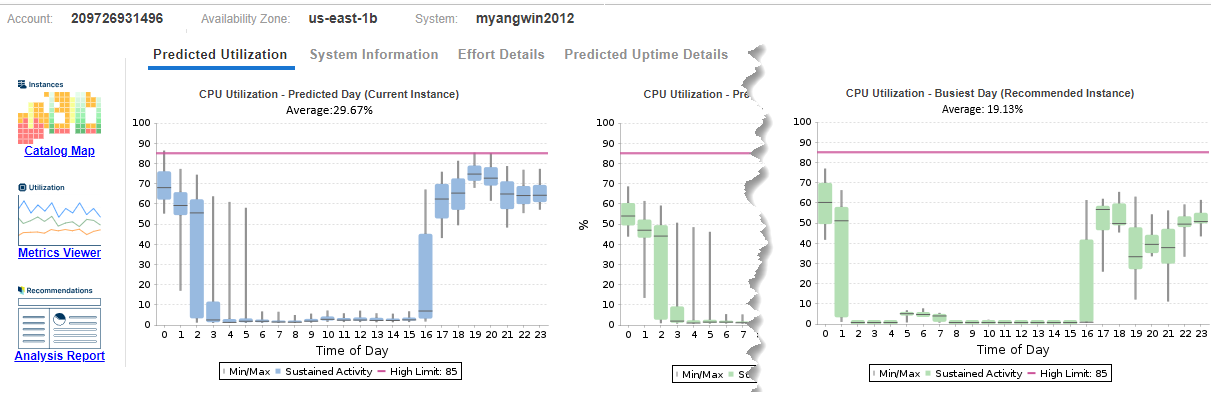 Account: 209726931496 Availability Zone: us-east-1b System: myangwin2012
Predicted Utilization System Information Effort Details Predicted Uptime Details
Instances
Catalog Map
Utilization
Metrics Viewer
Recommendations
Analysis Report
CPU Utilization - Predicted Day (Current Instance)
Average:29.67%
100
90
80
70
60
50
40
30
20
10
0
0 1 2 3 4 5 6 7 8 9 10 11 12 13 14 15 16 17 18 19 20 21 22 23
Time of Day
Min/Max Sustained Activity High Limit: 85
CPU Utilization - Pre
%
100
90
80
70
60
50
40
30
20
10
0
0 1 2 3 4 5 6 7
Min/Max
CPU Utilization - Busiest Day (Recommended Instance)
Average: 19.13%
100
90
80
70
60
50
40
30
20
10
0
0 1 2 3 4 5 6 7 8 9 10 11 12 13 14 15 16 17 18 19 20 21 22 23
Time of Day
Min/Max Sustained Activity High Limit: 85